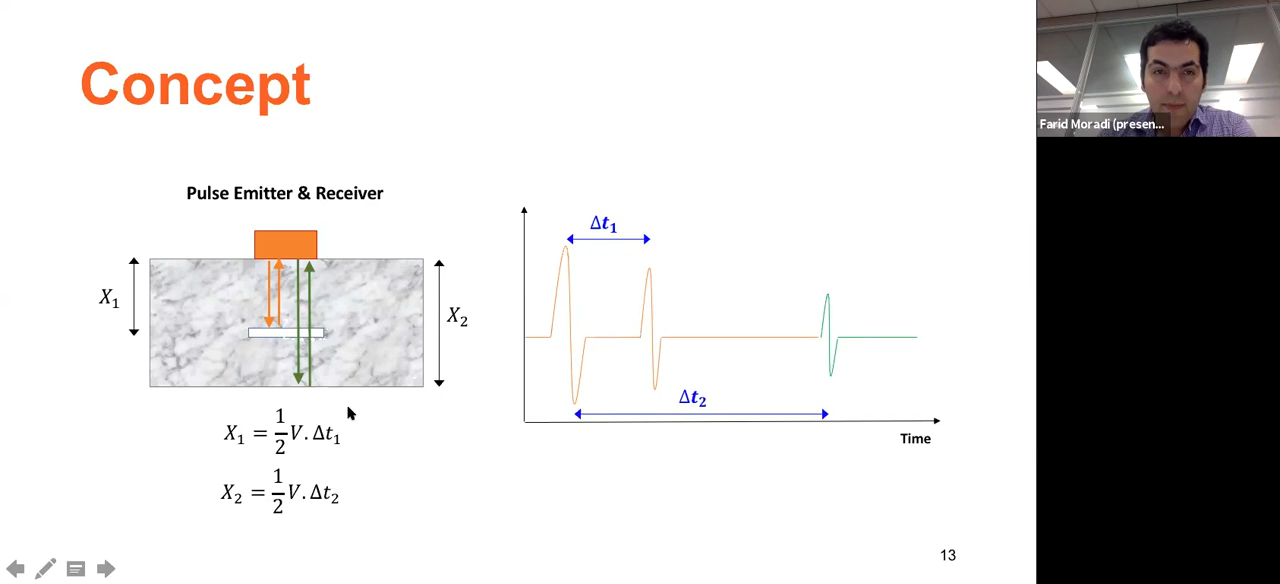 Concept
Farid Moradi (presen...
Pulse Emitter & Receiver
Δt₁
X₁
X₂
Δt₂
X₁ = 1/2 V. Δt₁
Time
X₂ = 1/2 V. Δt₂
13